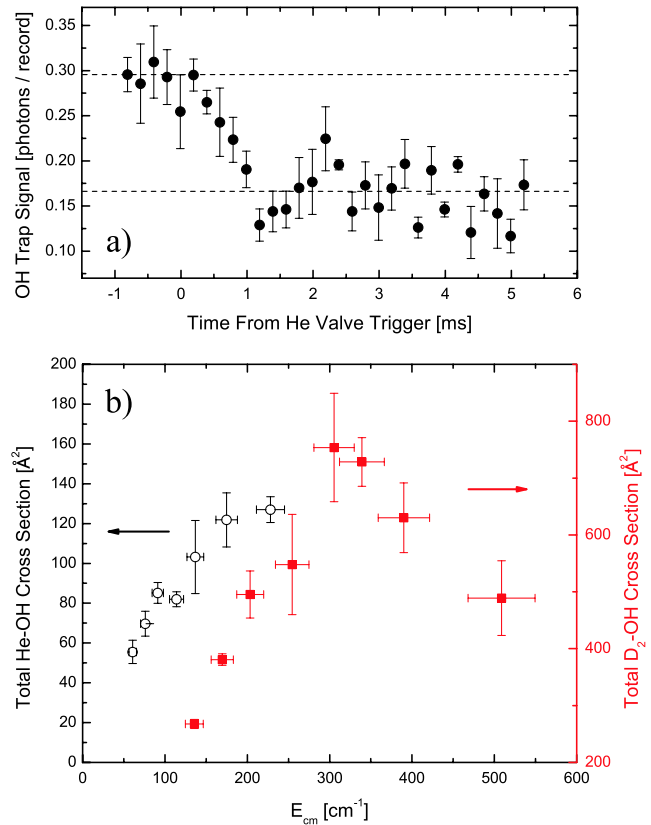 0.35
0.30
0.25
0.20
0.15
0.10
OH Trap Signal [photons / record]
a)
-1 0 1 2 3 4 5 6
Time From He Valve Trigger [ms]
200
180
160
140
120
100
80
60
40
20
0
Total He-OH Cross Section [Å²]
b)
800
600
400
200
Total D₂-OH Cross Section [Å²]
0 100 200 300 400 500 600
E_cm [cm⁻¹]